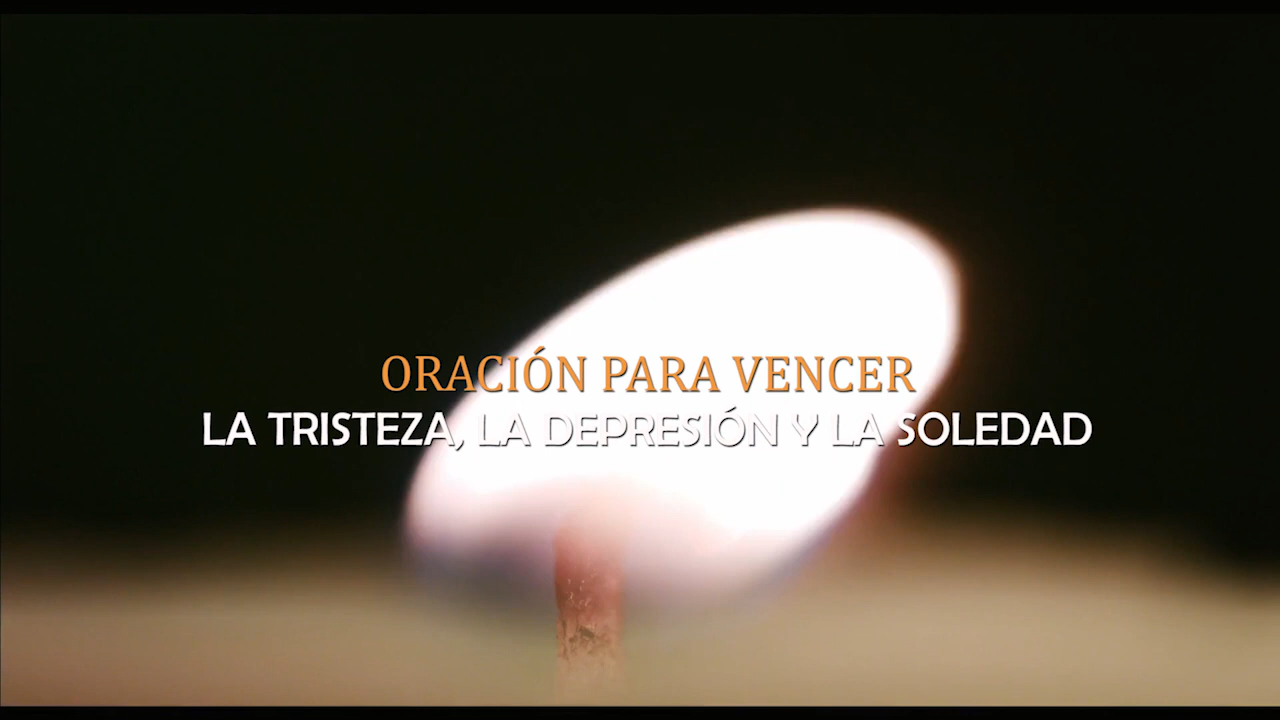 ORACIÓN PARA VENCER
LA TRISTEZA, LA DEPRESIÓN Y LA SOLEDAD